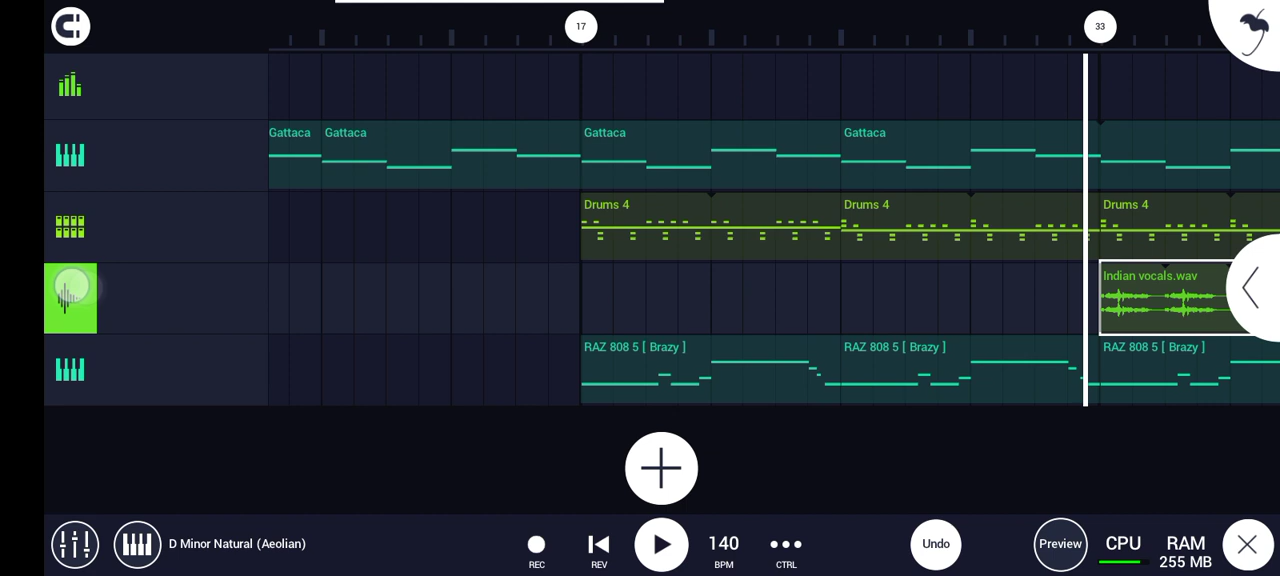 17
33
Gattaca Gattaca Gattaca Gattaca
Drums 4 Drums 4 Drums 4
Indian vocals.wav
RAZ 808 5 [ Brazy ] RAZ 808 5 [ Brazy ] RAZ 808 5 [ Brazy ]
D Minor Natural (Aeolian)
REC
REV
140
BPM
CTRL
Undo
Preview
CPU
RAM
255 MB